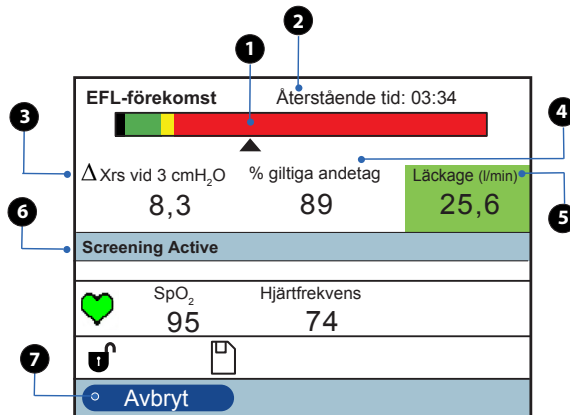 1
2
3
4
5
6
7
EFL-förekomst Återstående tid: 03:34
Δ Xrs vid 3 cmH₂O % giltiga andetag Läckage (l/min)
8,3 89 25,6
Screening Active
SpO₂ Hjärtfrekvens
95 74
Avbryt